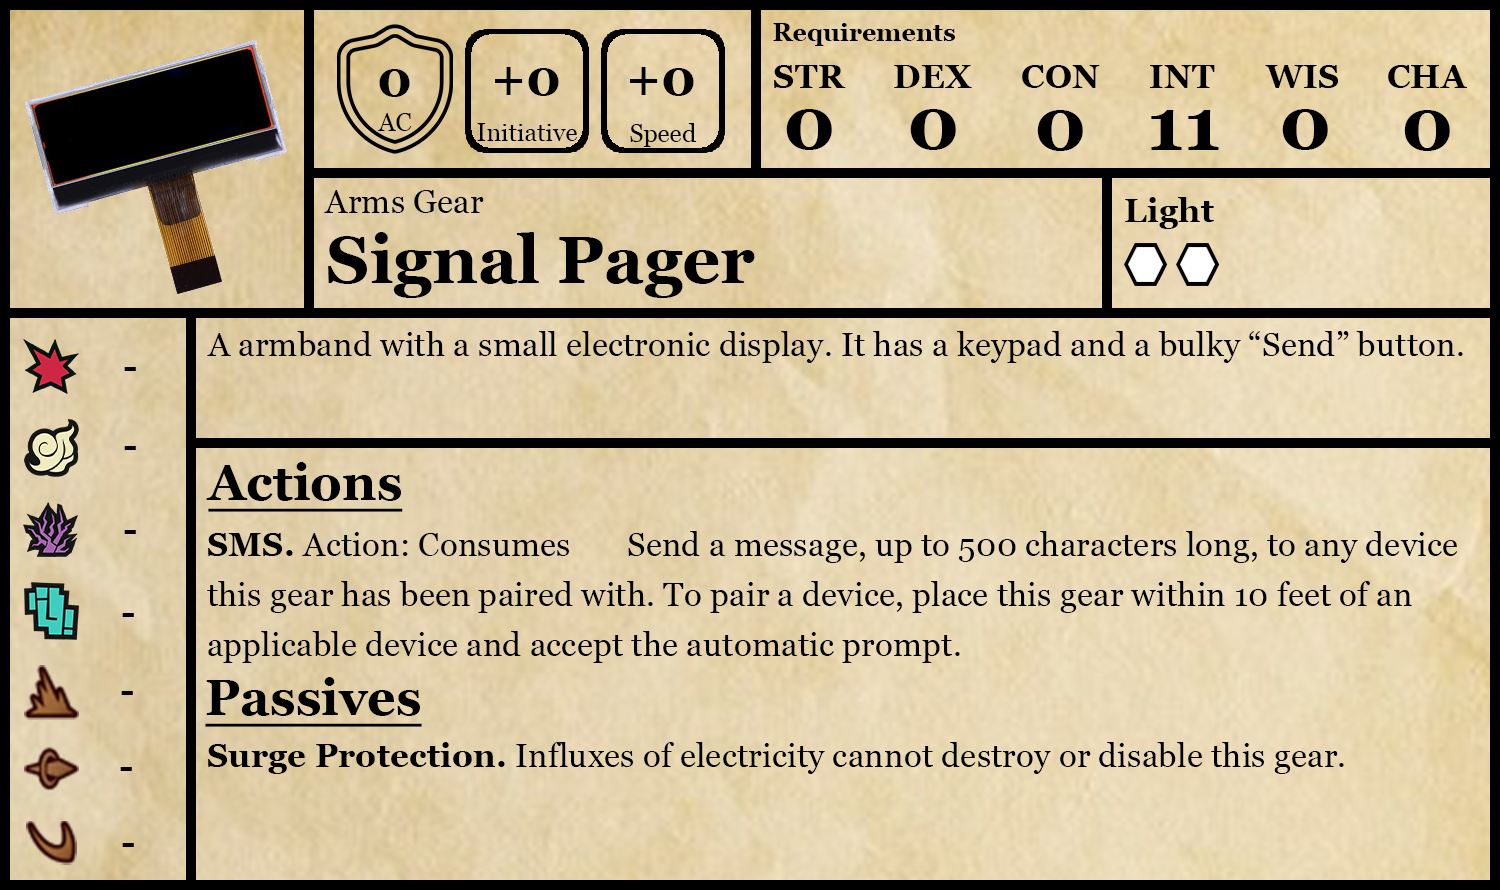 0
AC
+0
Initiative
+0
Speed
Requirements
STR DEX CON INT WIS CHA
0 0 0 11 0 0
Arms Gear
Signal Pager
Light
-
-
-
-
-
-
-
A armband with a small electronic display. It has a keypad and a bulky “Send” button.
Actions
SMS. Action: Consumes Send a message, up to 500 characters long, to any device
this gear has been paired with. To pair a device, place this gear within 10 feet of an
applicable device and accept the automatic prompt.
Passives
Surge Protection. Influxes of electricity cannot destroy or disable this gear.